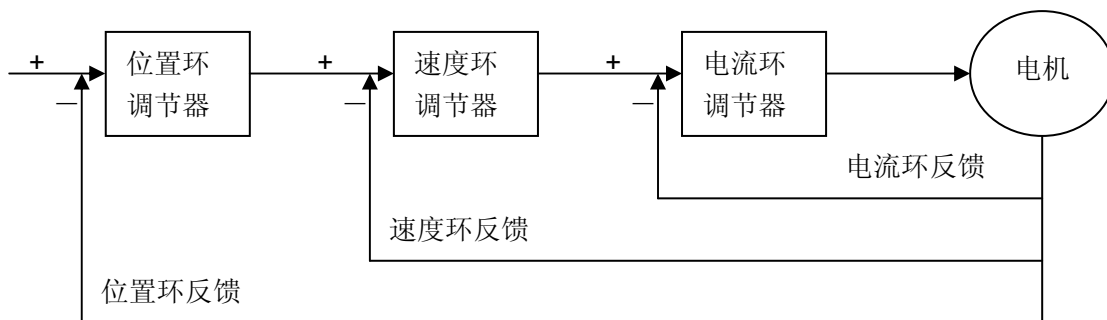 +
位置环
调节器
—
+
速度环
调节器
—
+
电流环
调节器
—
电机
电流环反馈
速度环反馈
位置环反馈